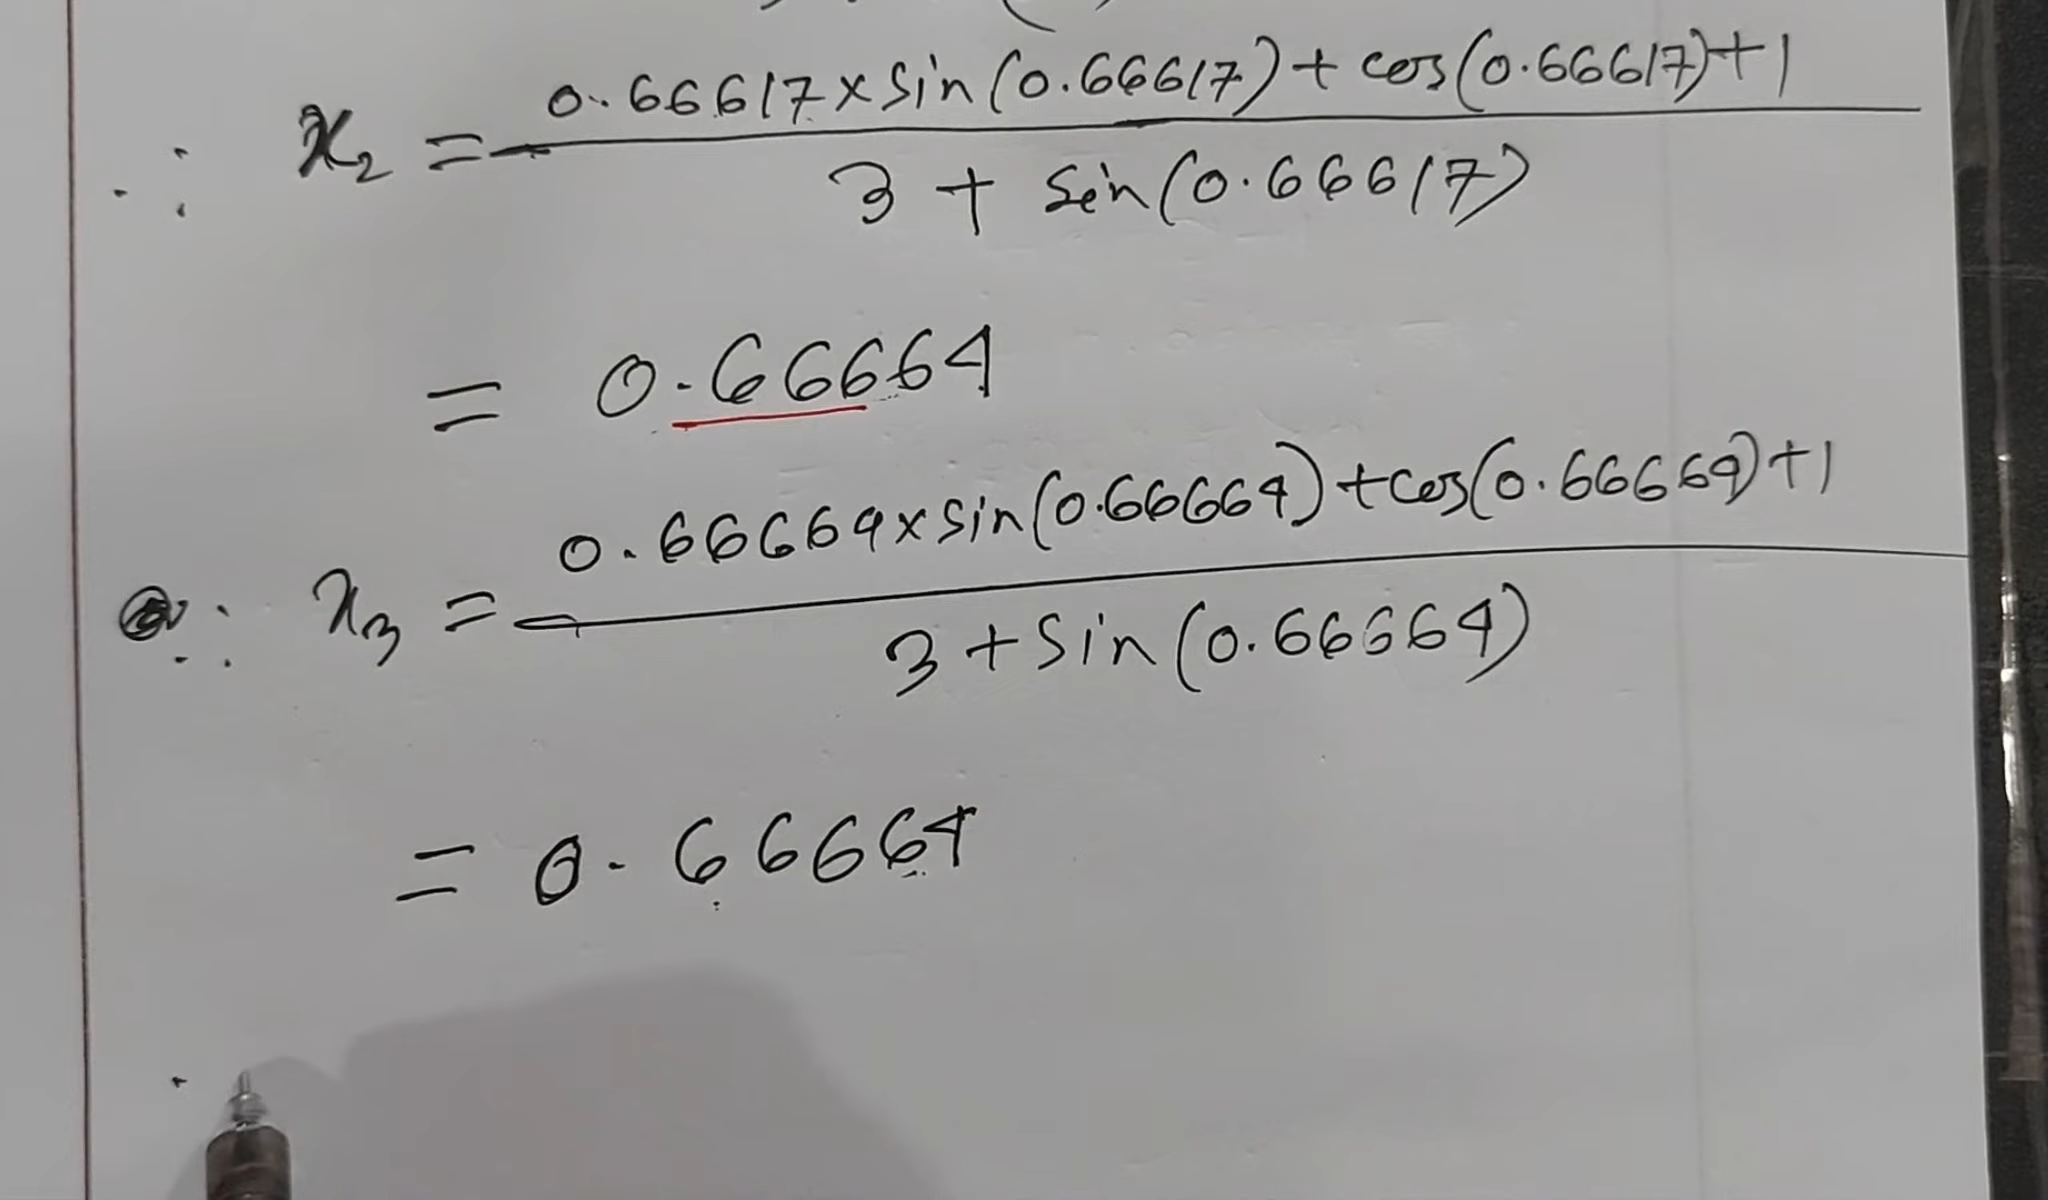 ∴ x₂ = 0.66617×sin(0.66617)+cos(0.66617)+1
3 + sin(0.66617)
= 0.66664
∴ x₃ = 0.66664×sin(0.66664)+cos(0.66664)+1
3+sin(0.66664)
= 0.66664